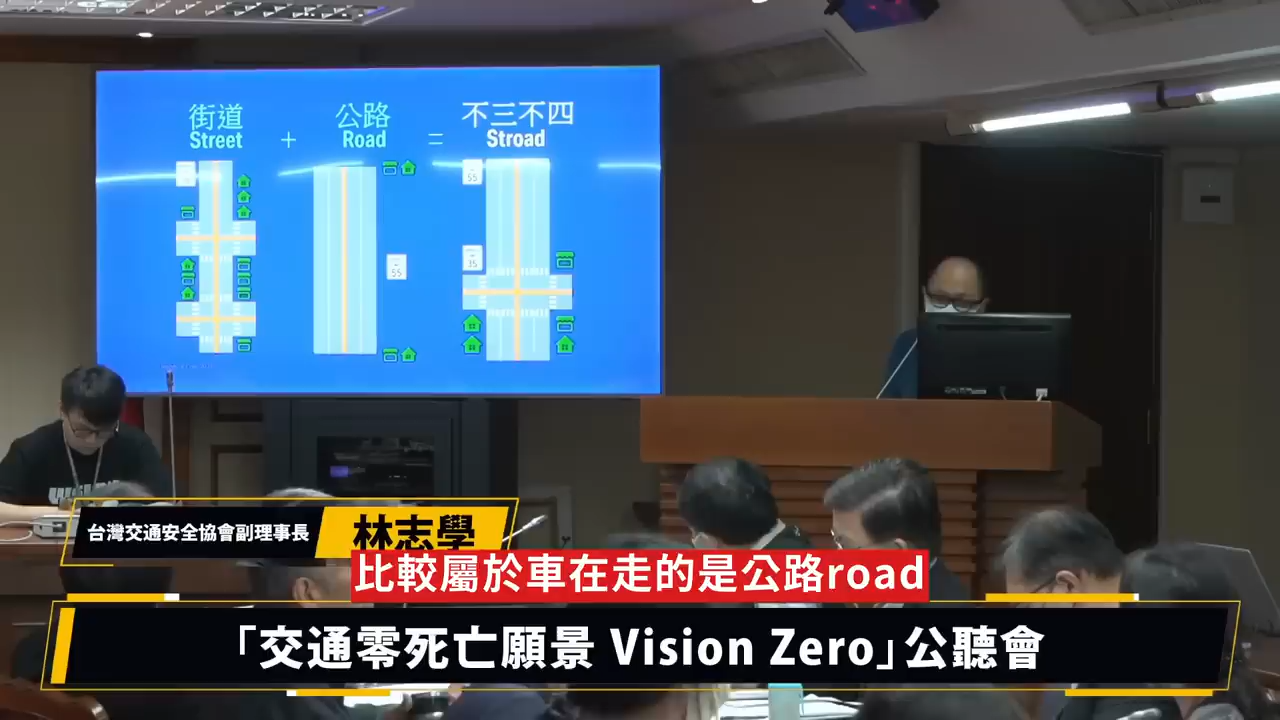 街道 公路 不三不四
Street + Road = Stroad
55
55
35
台灣交通安全協會副理事長
林志學
比較屬於車在走的是公路road
「交通零死亡願景 Vision Zero」公聽會